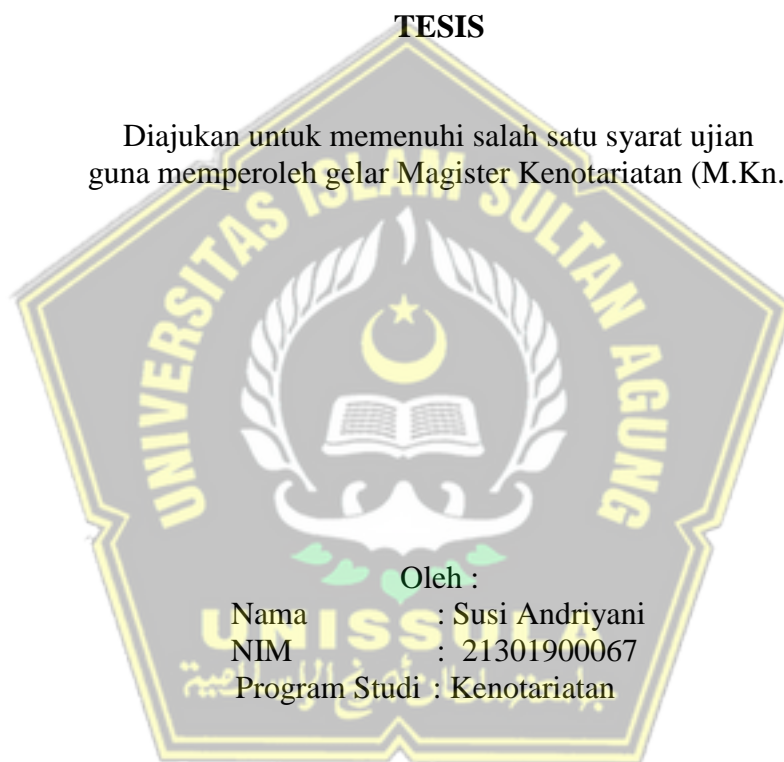 TESIS
Diajukan untuk memenuhi salah satu syarat ujian
guna memperoleh gelar Magister Kenotariatan (M.Kn.
UNIVERSITAS ISLAM SULTAN AGUNG
Oleh :
Nama : Susi Andriyani
NIM : 21301900067
Program Studi : Kenotariatan
UNISSULA